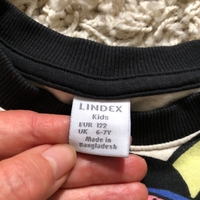 LINDEX
Kids
EUR 122
UK 6-7Y
Made in
Bangladesh